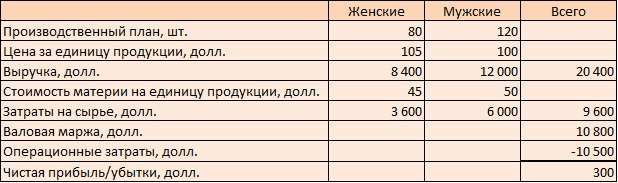 Женские Мужские Всего
Производственный план, шт. 80 120
Цена за единицу продукции, долл. 105 100
Выручка, долл. 8 400 12 000 20 400
Стоимость материи на единицу продукции, долл. 45 50
Затраты на сырье, долл. 3 600 6 000 9 600
Валовая маржа, долл. 10 800
Операционные затраты, долл. -10 500
Чистая прибыль/убытки, долл. 300